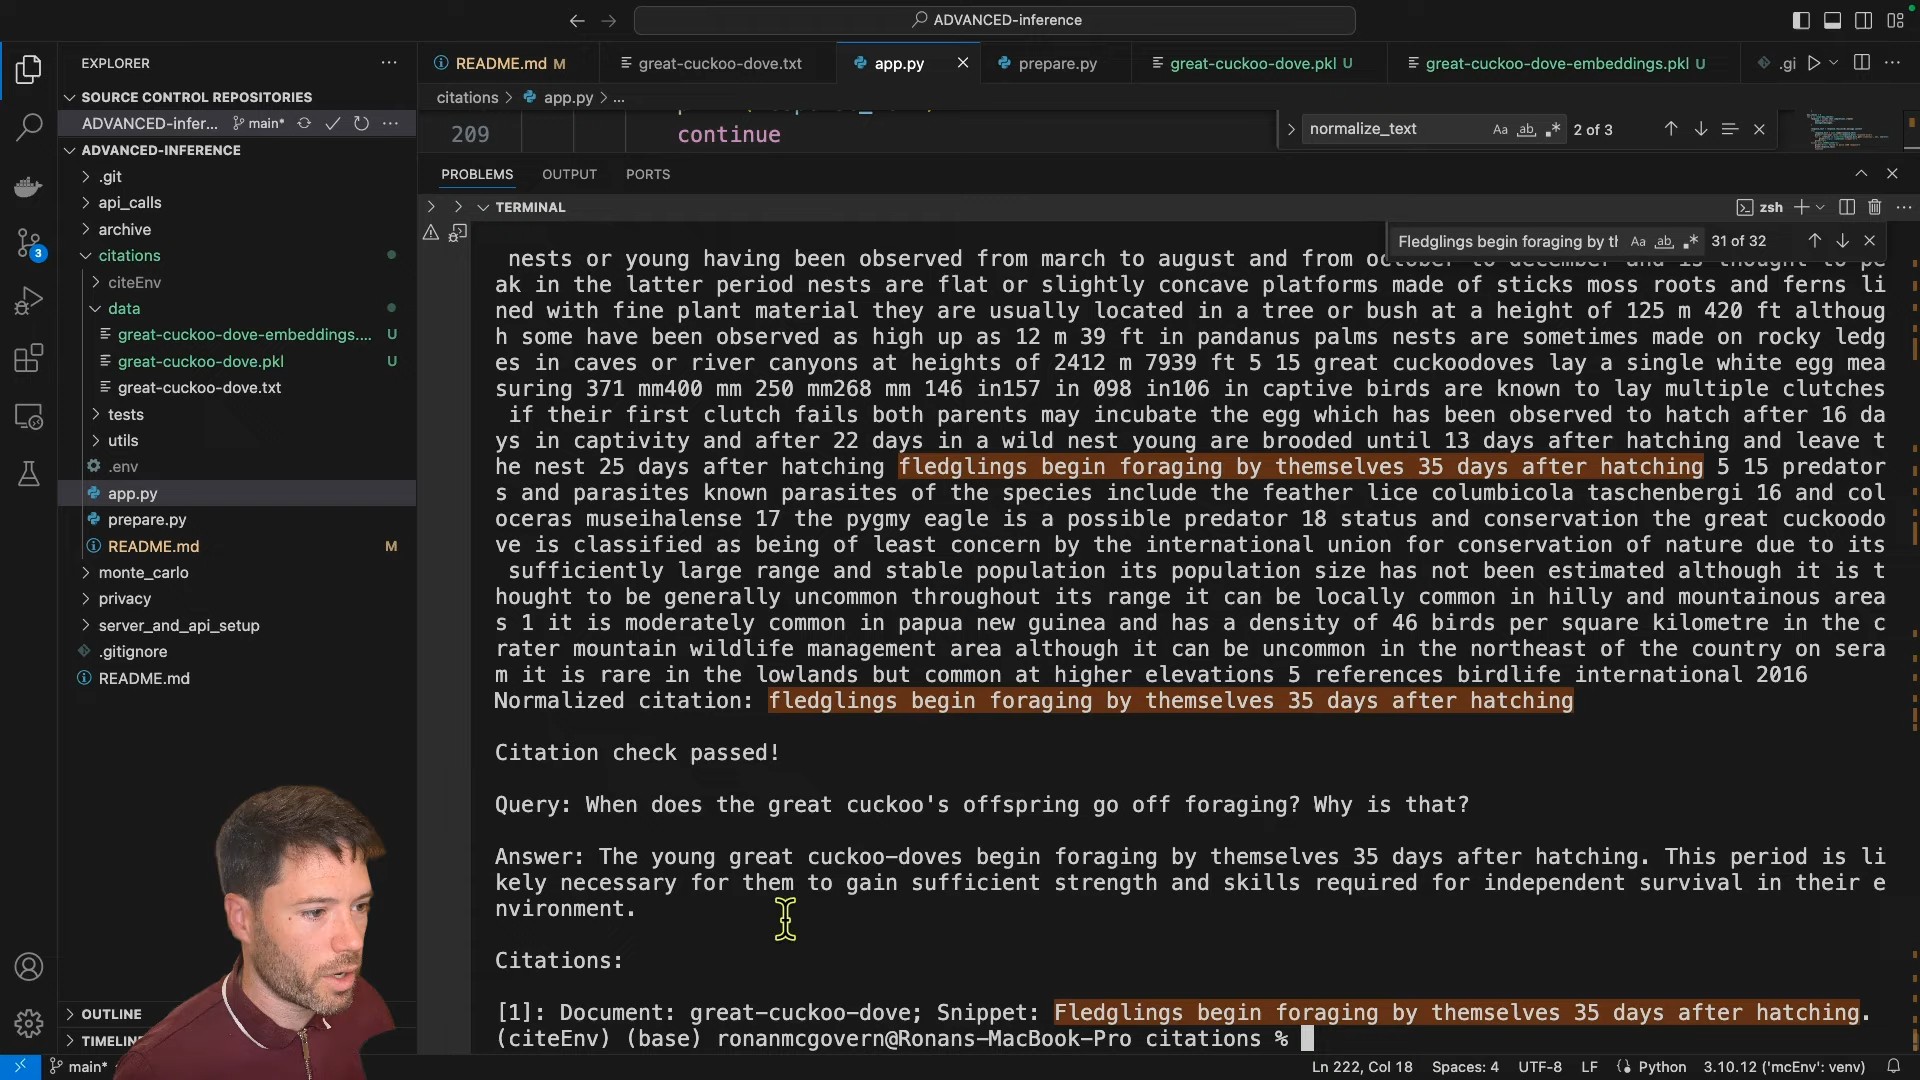 ADVANCED-inference
EXPLORER
SOURCE CONTROL REPOSITORIES
ADVANCED-infer... main*
ADVANCED-INFERENCE
.git
api_calls
archive
citations
citeEnv
data
great-cuckoo-dove-embeddings.... U
great-cuckoo-dove.pkl U
great-cuckoo-dove.txt
tests
utils
.env
app.py
prepare.py
README.md M
monte_carlo
privacy
server_and_api_setup
.gitignore
README.md
OUTLINE
3
README.md M great-cuckoo-dove.txt app.py prepare.py great-cuckoo-dove.pkl U great-cuckoo-dove-embeddings.pkl U .gi
citations > app.py > ...
209 continue
normalize_text Aa ab 2 of 3
PROBLEMS OUTPUT PORTS
TERMINAL zsh
Fledglings begin foraging by th Aa ab 31 of 32
nests or young having been observed from march to august and from october to december and is thought to pe
ak in the latter period nests are flat or slightly concave platforms made of sticks moss roots and ferns li
ned with fine plant material they are usually located in a tree or bush at a height of 125 m 420 ft althoug
h some have been observed as high up as 12 m 39 ft in pandanus palms nests are sometimes made on rocky ledg
es in caves or river canyons at heights of 2412 m 7939 ft 5 15 great cuckoodoves lay a single white egg mea
suring 371 mm400 mm 250 mm268 mm 146 in157 in 098 in106 in captive birds are known to lay multiple clutches
if their first clutch fails both parents may incubate the egg which has been observed to hatch after 16 da
ys in captivity and after 22 days in a wild nest young are brooded until 13 days after hatching and leave t
he nest 25 days after hatching fledglings begin foraging by themselves 35 days after hatching 5 15 predator
s and parasites known parasites of the species include the feather lice columbicola taschenbergi 16 and col
oceras museihalense 17 the pygmy eagle is a possible predator 18 status and conservation the great cuckoodo
ve is classified as being of least concern by the international union for conservation of nature due to its
sufficiently large range and stable population its population size has not been estimated although it is t
hought to be generally uncommon throughout its range it can be locally common in hilly and mountainous area
s 1 it is moderately common in papua new guinea and has a density of 46 birds per square kilometre in the c
rater mountain wildlife management area although it can be uncommon in the northeast of the country on sera
m it is rare in the lowlands but common at higher elevations 5 references birdlife international 2016
Normalized citation: fledglings begin foraging by themselves 35 days after hatching
Citation check passed!
Query: When does the great cuckoo's offspring go off foraging? Why is that?
Answer: The young great cuckoo-doves begin foraging by themselves 35 days after hatching. This period is li
kely necessary for them to gain sufficient strength and skills required for independent survival in their e
nvironment.
Citations:
[1]: Document: great-cuckoo-dove; Snippet: Fledglings begin foraging by themselves 35 days after hatching.
(citeEnv) (base) ronanmcgovern@Ronans-MacBook-Pro citations %
main* Ln 222, Col 18 Spaces: 4 UTF-8 LF Python 3.10.12 ('mcEnv': venv)